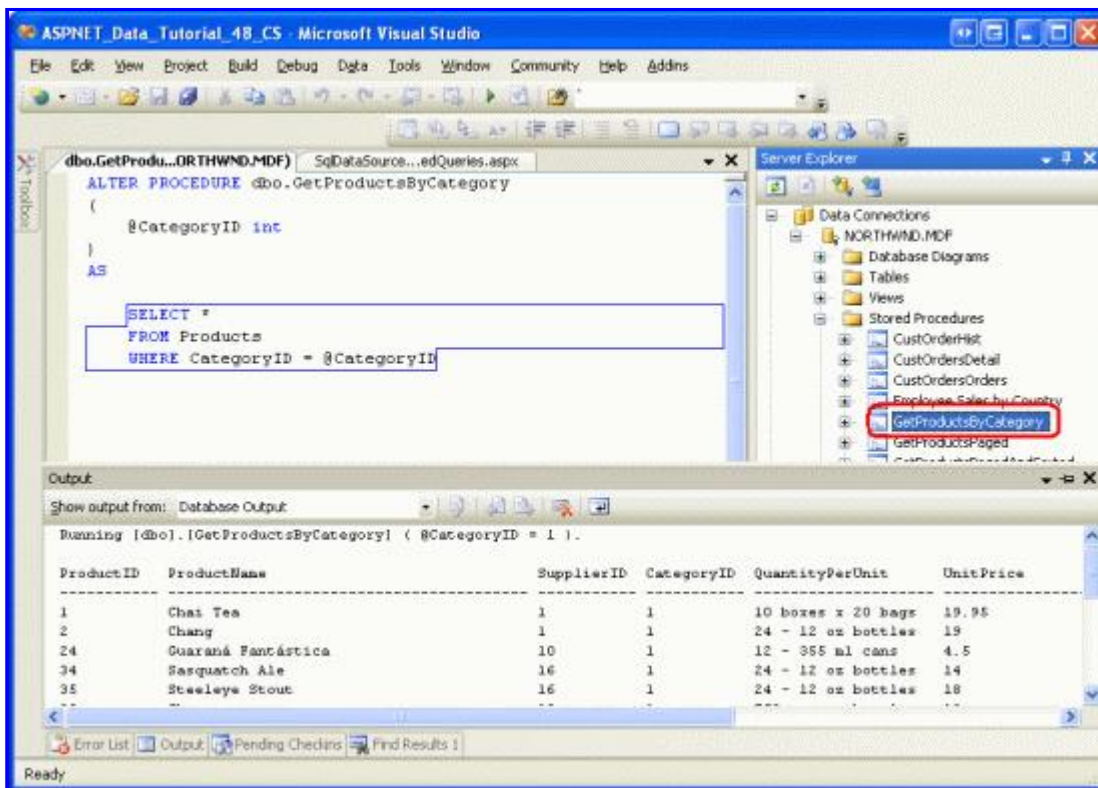 ASPNET_Data_Tutorial_48_CS - Microsoft Visual Studio
File Edit View Project Build Debug Data Tools Window Community Help Addins
Toolbox
dbo.GetProdu...ORTHWND.MDF) SqlDataSource...edQueries.aspx
ALTER PROCEDURE dbo.GetProductsByCategory
(
@CategoryID int
)
AS
SELECT *
FROM Products
WHERE CategoryID = @CategoryID
Server Explorer
Data Connections
NORTHWND.MDF
Database Diagrams
Tables
Views
Stored Procedures
CustOrderHist
CustOrdersDetail
CustOrdersOrders
Employee Sales by Country
GetProductsByCategory
GetProductsPaged
GetProductsPagedAndSorted
Output
Show output from: Database Output
Running [dbo].[GetProductsByCategory] ( @CategoryID = 1 ).
ProductID ProductName SupplierID CategoryID QuantityPerUnit UnitPrice
1 Chai Tea 1 1 10 boxes x 20 bags 19.95
2 Chang 1 1 24 - 12 oz bottles 19
24 Guaraná Fantástica 10 1 12 - 355 ml cans 4.5
34 Sasquatch Ale 16 1 24 - 12 oz bottles 14
35 Steeleye Stout 16 1 24 - 12 oz bottles 18
Error List Output Pending Checkins Find Results 1
Ready